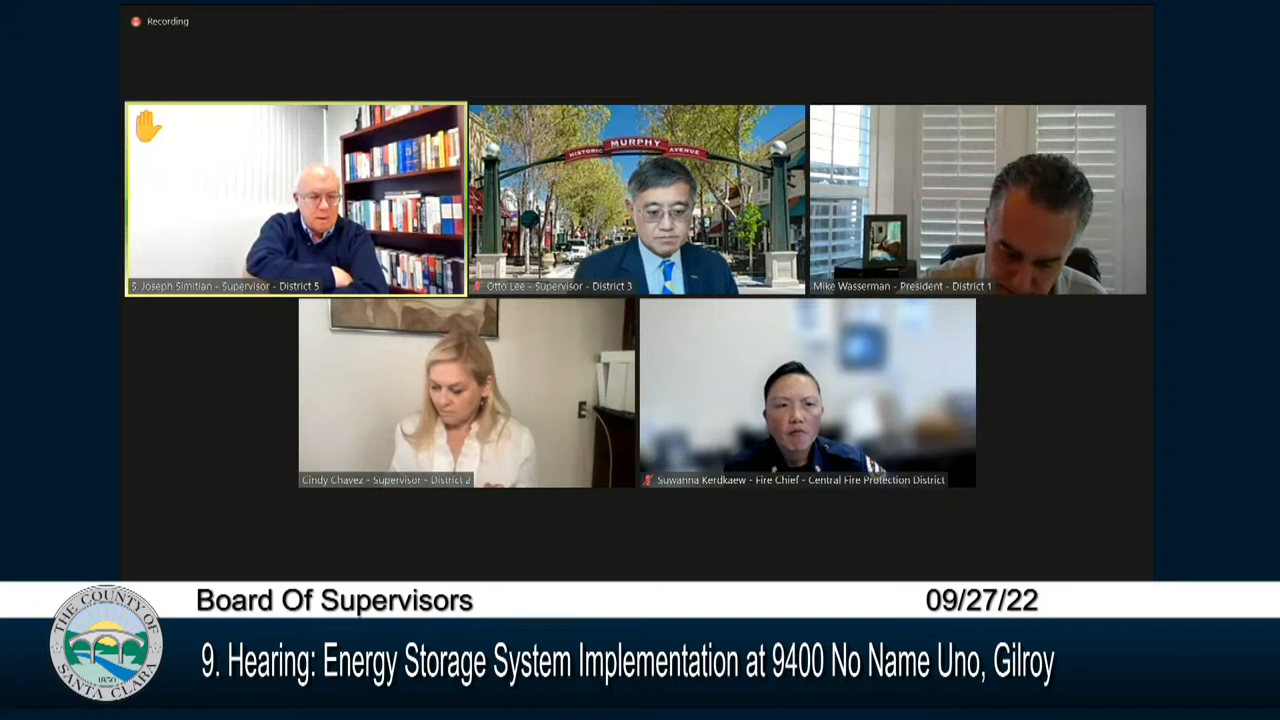 Recording
HISTORIC MURPHY AVENUE
S. Joseph Simitian - Supervisor - District 5
Otto Lee - Supervisor - District 3
Mike Wasserman - President - District 1
Cindy Chavez - Supervisor - District 2
Suwanna Kerdkaew - Fire Chief - Central Fire Protection District
Board Of Supervisors
09/27/22
THE COUNTY OF SANTA CLARA
1850
9. Hearing: Energy Storage System Implementation at 9400 No Name Uno, Gilroy